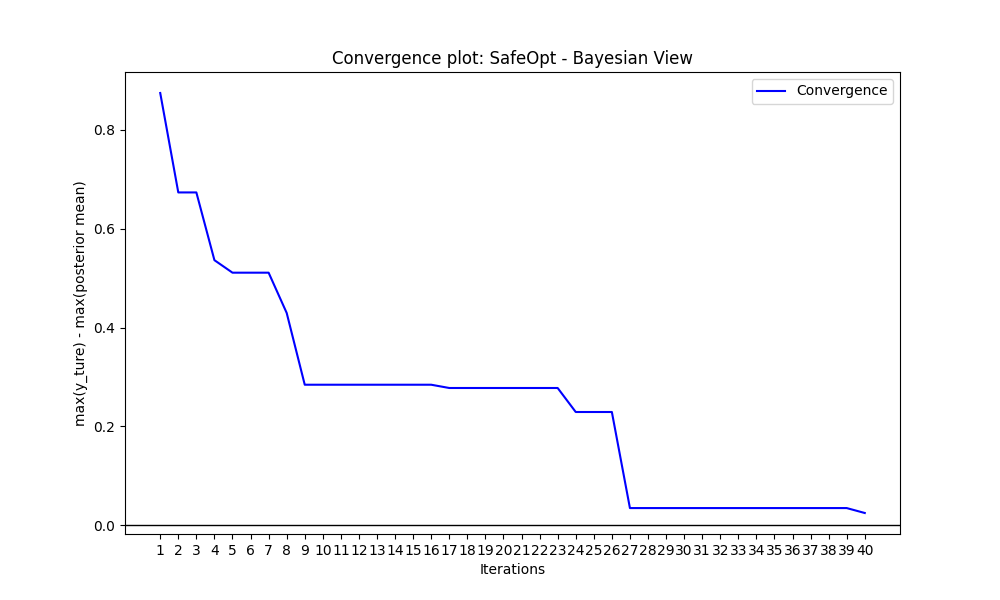 Convergence plot: SafeOpt - Bayesian View
Convergence
max(y_ture) - max(posterior mean)
0.8
0.6
0.4
0.2
0.0
1 2 3 4 5 6 7 8 9 10 11 12 13 14 15 16 17 18 19 20 21 22 23 24 25 26 27 28 29 30 31 32 33 34 35 36 37 38 39 40
Iterations